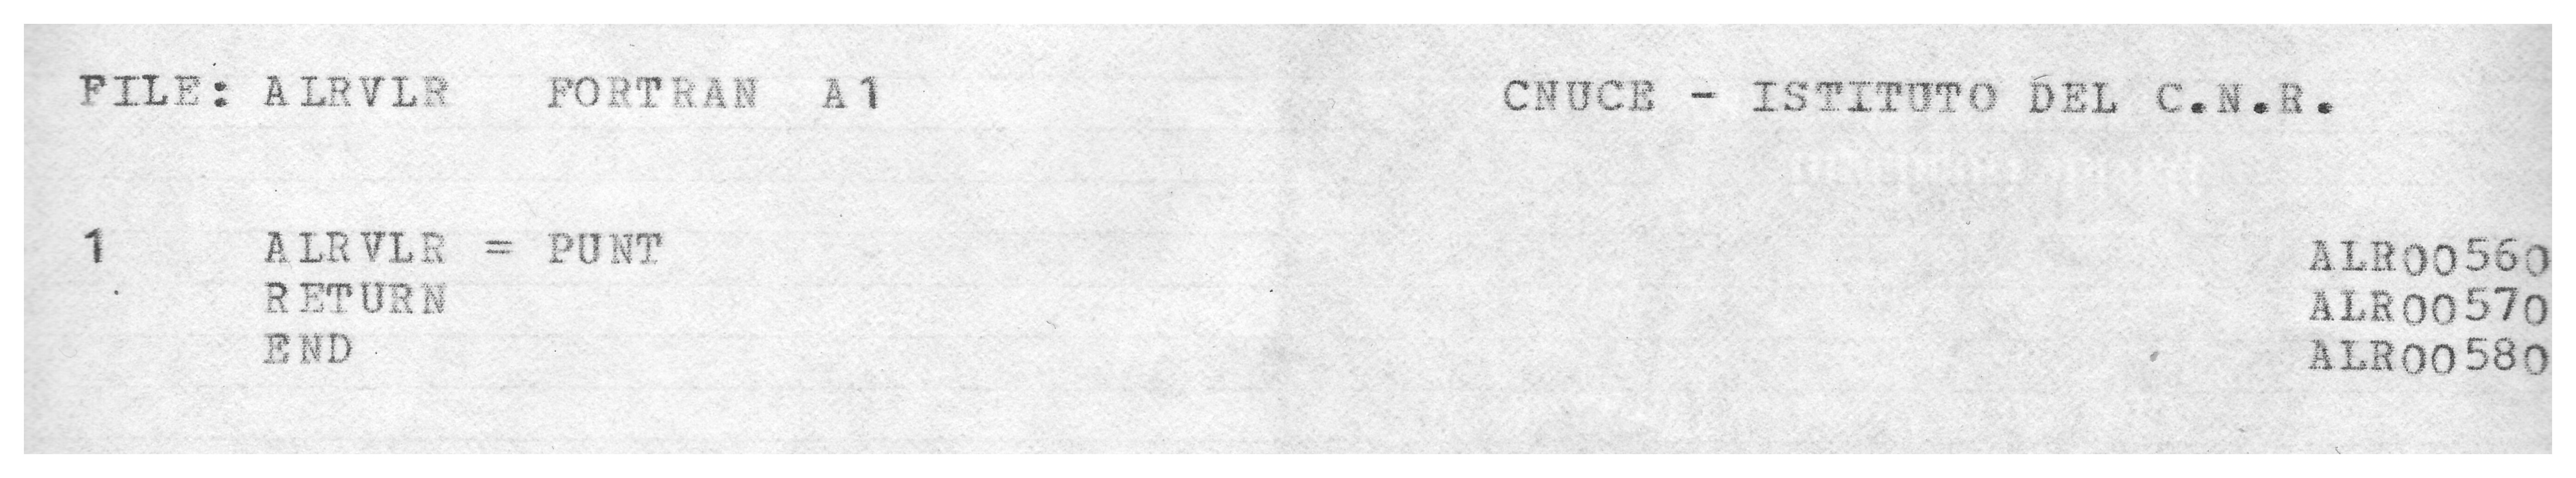 FILE: ALRVLR   FORTRAN  A1                    CNUCE - ISTITUTO DEL C.N.R.
1     ALRVLR = PUNT                    ALR00560
RETURN                    ALR00570
END                    ALR00580